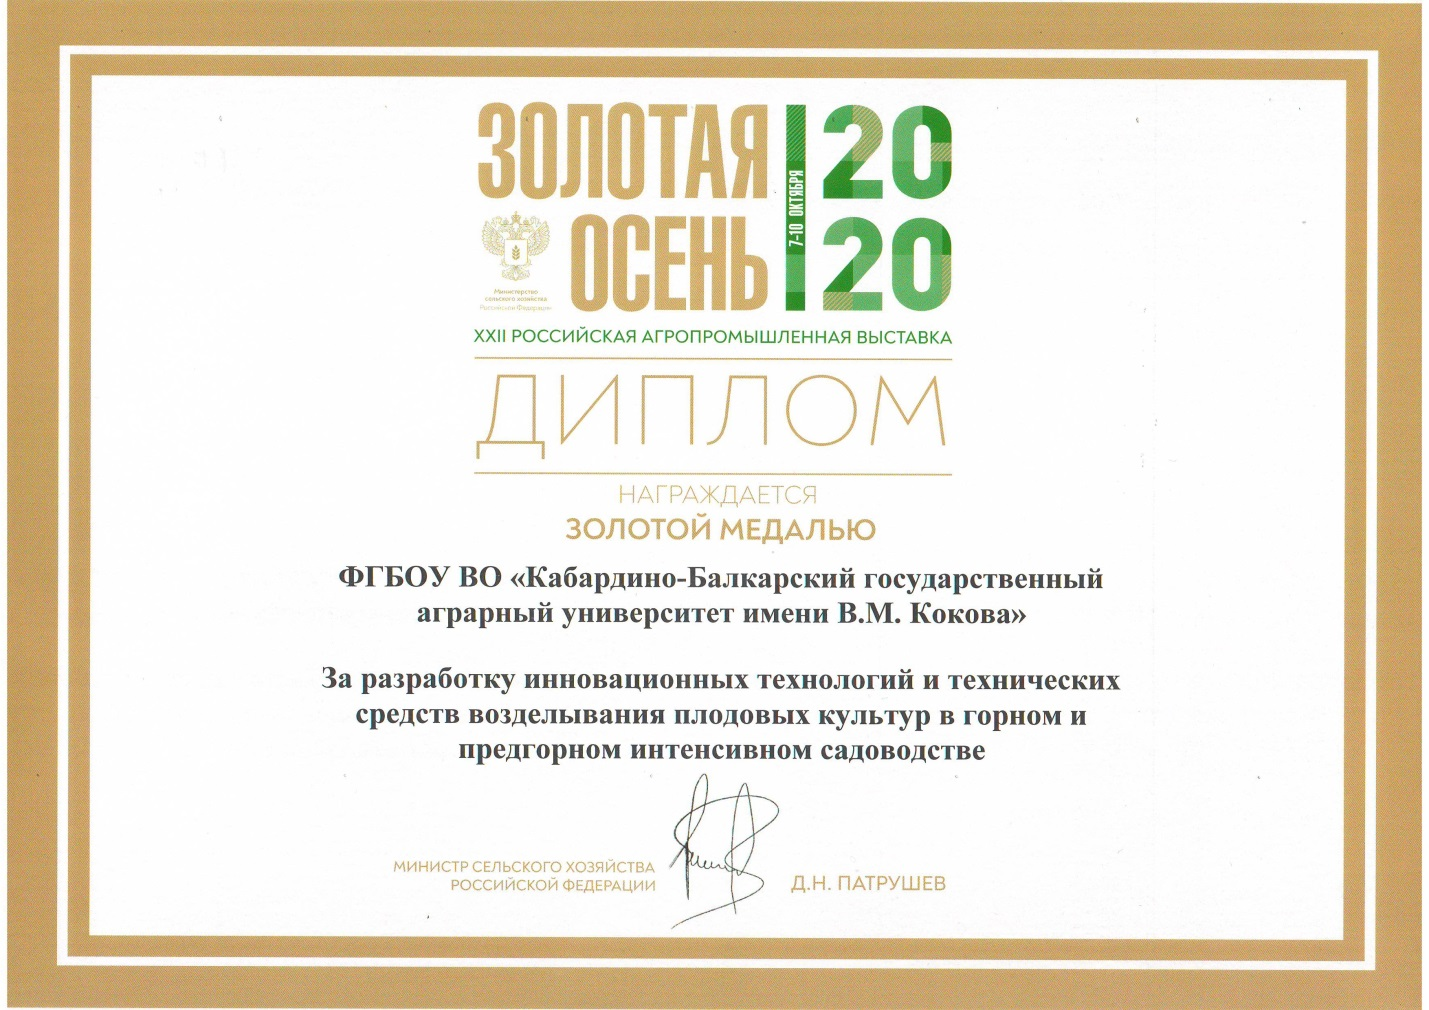 ЗОЛОТАЯ
ОСЕНЬ
7-10 ОКТЯБРЯ
20
20
Министерство
сельского хозяйства
Российской Федерации
XXII РОССИЙСКАЯ АГРОПРОМЫШЛЕННАЯ ВЫСТАВКА
ДИПЛОМ
НАГРАЖДАЕТСЯ
ЗОЛОТОЙ МЕДАЛЬЮ
ФГБОУ ВО «Кабардино-Балкарский государственный
аграрный университет имени В.М. Кокова»
За разработку инновационных технологий и технических
средств возделывания плодовых культур в горном и
предгорном интенсивном садоводстве
МИНИСТР СЕЛЬСКОГО ХОЗЯЙСТВА
РОССИЙСКОЙ ФЕДЕРАЦИИ
Д.Н. ПАТРУШЕВ